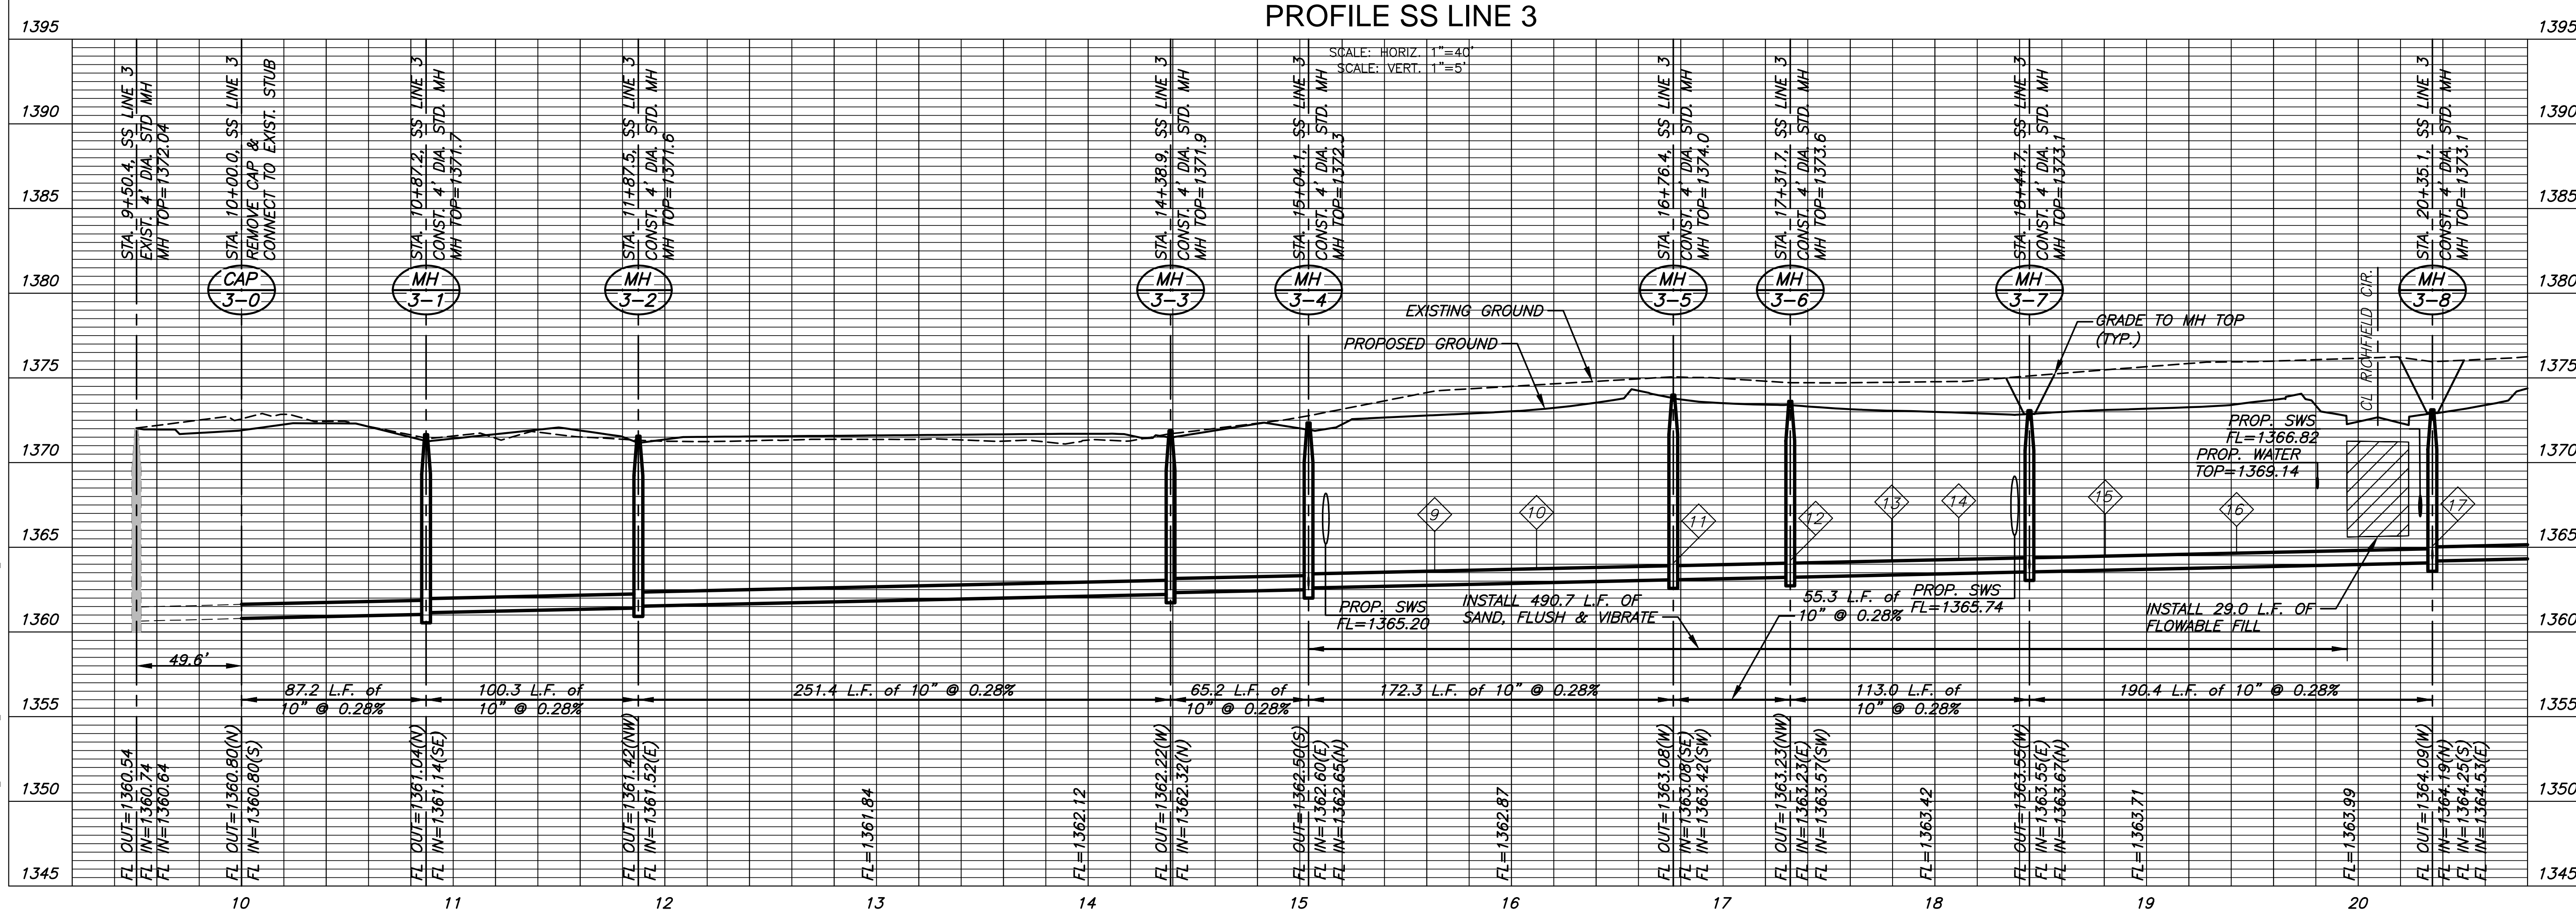 PROFILE SS LINE 3
SCALE: HORIZ. 1"=40'
SCALE: VERT. 1"=5'
1395
1390
1385
1380
1375
1370
1365
1360
1355
1350
1345
1395
1390
1385
1380
1375
1370
1365
1360
1355
1350
1345
STA. 9+50.4, SS LINE 3
EXIST. 4' DIA. STD MH
MH TOP=1372.04
STA. 10+00.0, SS LINE 3
REMOVE CAP &
CONNECT TO EXIST. STUB
STA. 10+87.2, SS LINE 3
CONST. 4' DIA. STD. MH
MH TOP=1371.7
STA. 11+87.5, SS LINE 3
CONST. 4' DIA. STD. MH
MH TOP=1371.6
STA. 14+38.9, SS LINE 3
CONST. 4' DIA. STD. MH
MH TOP=1371.9
STA. 15+04.1, SS LINE 3
CONST. 4' DIA. STD. MH
MH TOP=1372.3
STA. 16+76.4, SS LINE 3
CONST. 4' DIA. STD. MH
MH TOP=1374.0
STA. 17+31.7, SS LINE 3
CONST. 4' DIA. STD. MH
MH TOP=1373.6
STA. 18+44.7, SS LINE 3
CONST. 4' DIA. STD. MH
MH TOP=1373.1
STA. 20+35.1, SS LINE 3
CONST. 4' DIA. STD. MH
MH TOP=1373.1
CAP
3-0
MH
3-1
MH
3-2
MH
3-3
MH
3-4
MH
3-5
MH
3-6
MH
3-7
MH
3-8
CL RICHFIELD CIR.
EXISTING GROUND
PROPOSED GROUND
GRADE TO MH TOP
(TYP.)
PROP. SWS
FL=1366.82
PROP. WATER
TOP=1369.14
9
10
11
12
13
14
15
16
17
PROP. SWS
FL=1365.20
INSTALL 490.7 L.F. OF
SAND, FLUSH & VIBRATE
55.3 L.F. of
10" @ 0.28%
PROP. SWS
FL=1365.74
INSTALL 29.0 L.F. OF
FLOWABLE FILL
49.6'
87.2 L.F. of
10" @ 0.28%
100.3 L.F. of
10" @ 0.28%
251.4 L.F. of 10" @ 0.28%
65.2 L.F. of
10" @ 0.28%
172.3 L.F. of 10" @ 0.28%
113.0 L.F. of
10" @ 0.28%
190.4 L.F. of 10" @ 0.28%
FL OUT=1360.54
FL IN=1360.74
FL IN=1360.64
FL OUT=1360.80(N)
FL IN=1360.80(S)
FL OUT=1361.04(N)
FL IN=1361.14(SE)
FL OUT=1361.42(NW)
FL IN=1361.52(E)
FL=1361.84
FL=1362.12
FL OUT=1362.22(W)
FL IN=1362.32(N)
FL OUT=1362.50(S)
FL IN=1362.60(E)
FL IN=1362.65(N)
FL=1362.87
FL OUT=1363.08(W)
FL IN=1363.08(SE)
FL IN=1363.42(SW)
FL OUT=1363.23(NW)
FL IN=1363.23(E)
FL IN=1363.57(SW)
FL=1363.42
FL OUT=1363.55(W)
FL IN=1363.55(E)
FL IN=1363.67(N)
FL=1363.71
FL=1363.99
FL OUT=1364.09(W)
FL IN=1364.19(N)
FL IN=1364.25(S)
FL IN=1364.53(E)
10
11
12
13
14
15
16
17
18
19
20